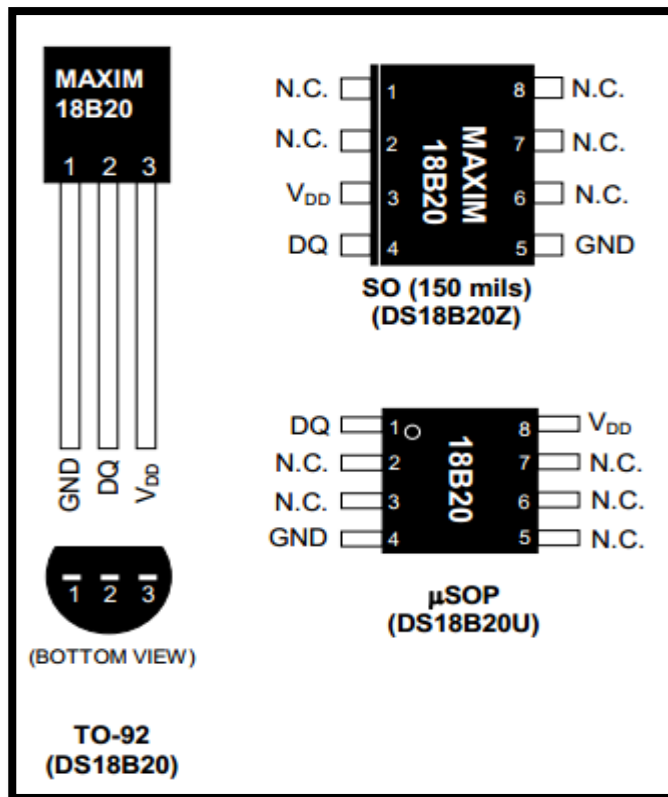 MAXIM
18B20
1 2 3
GND DQ VDD
1 2 3
(BOTTOM VIEW)
TO-92
(DS18B20)
N.C. 1 8 N.C.
N.C. 2 7 N.C.
VDD 3 6 N.C.
DQ 4 5 GND
MAXIM
18B20
SO (150 mils)
(DS18B20Z)
DQ 1 8 VDD
N.C. 2 7 N.C.
N.C. 3 6 N.C.
GND 4 5 N.C.
18B20
µSOP
(DS18B20U)